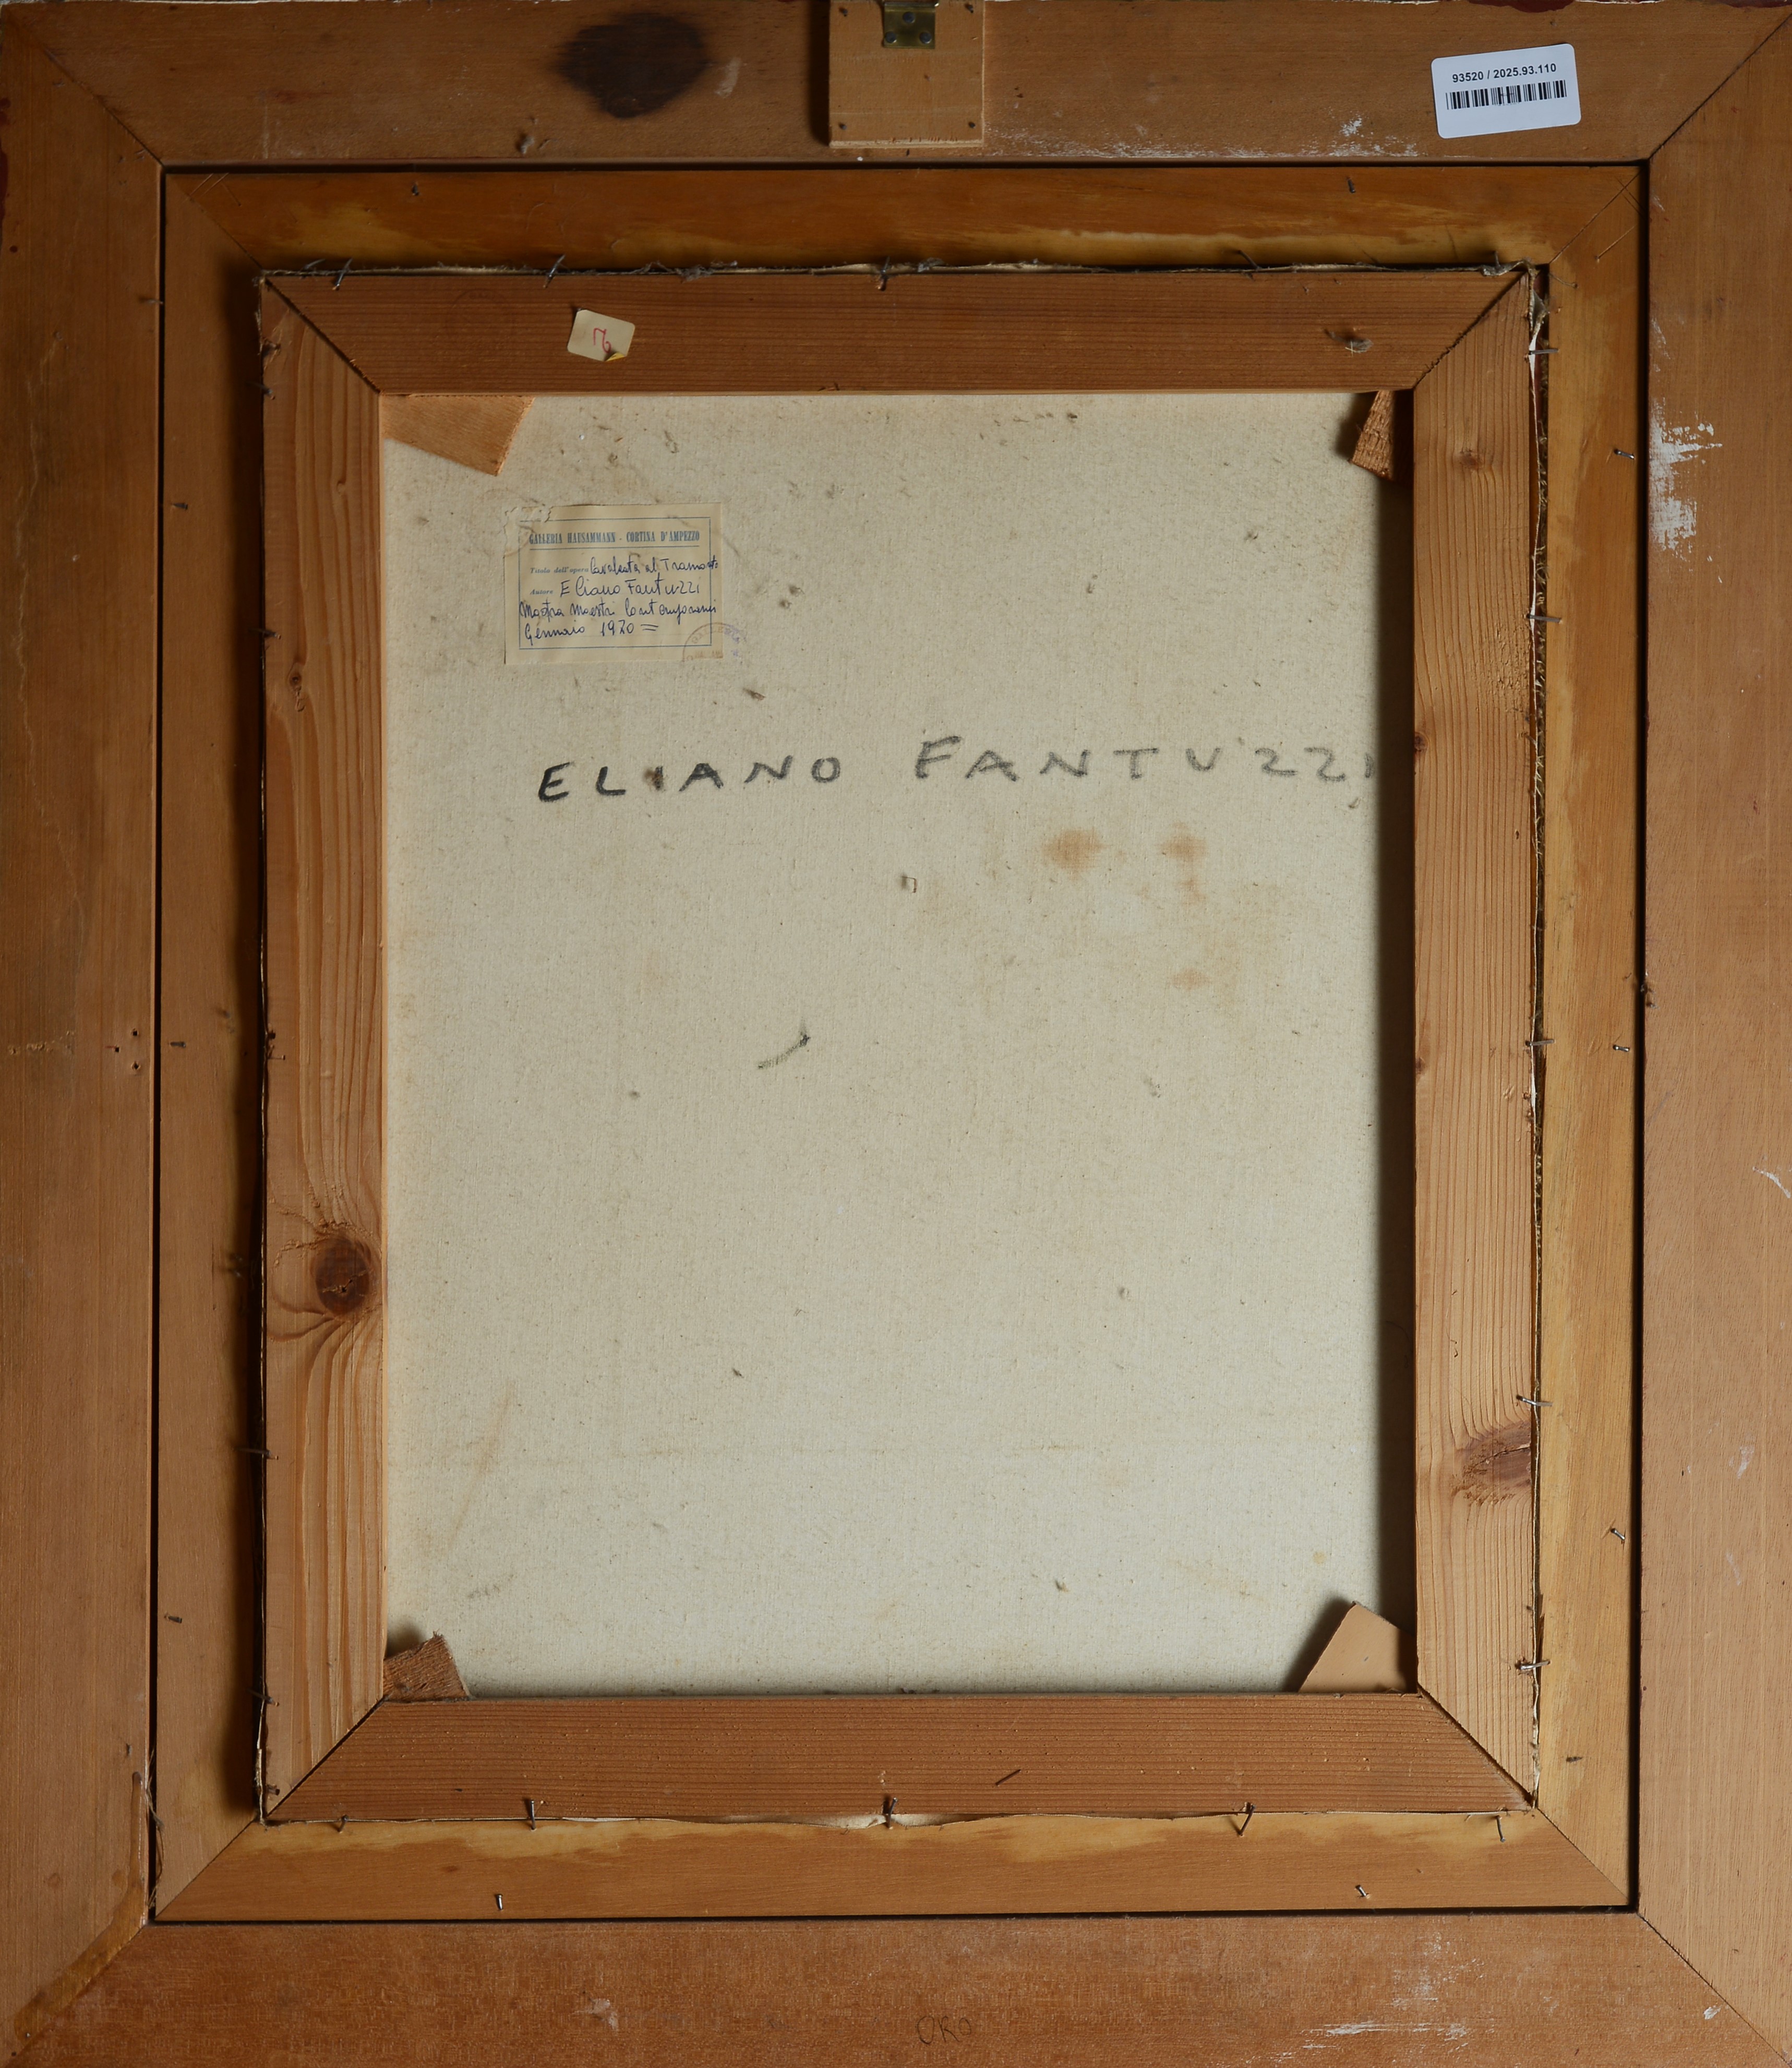 93520 / 2025.93.110
GALLERIA HAUSAMMANN - CORTINA D'AMPEZZO
Titolo dell'opera Cavalcata al Tramonto
Autore Eliano Fantuzzi
Mostra Maestri Contemporanei
Gennaio 1970 =
ELIANO FANTUZZI
ORO